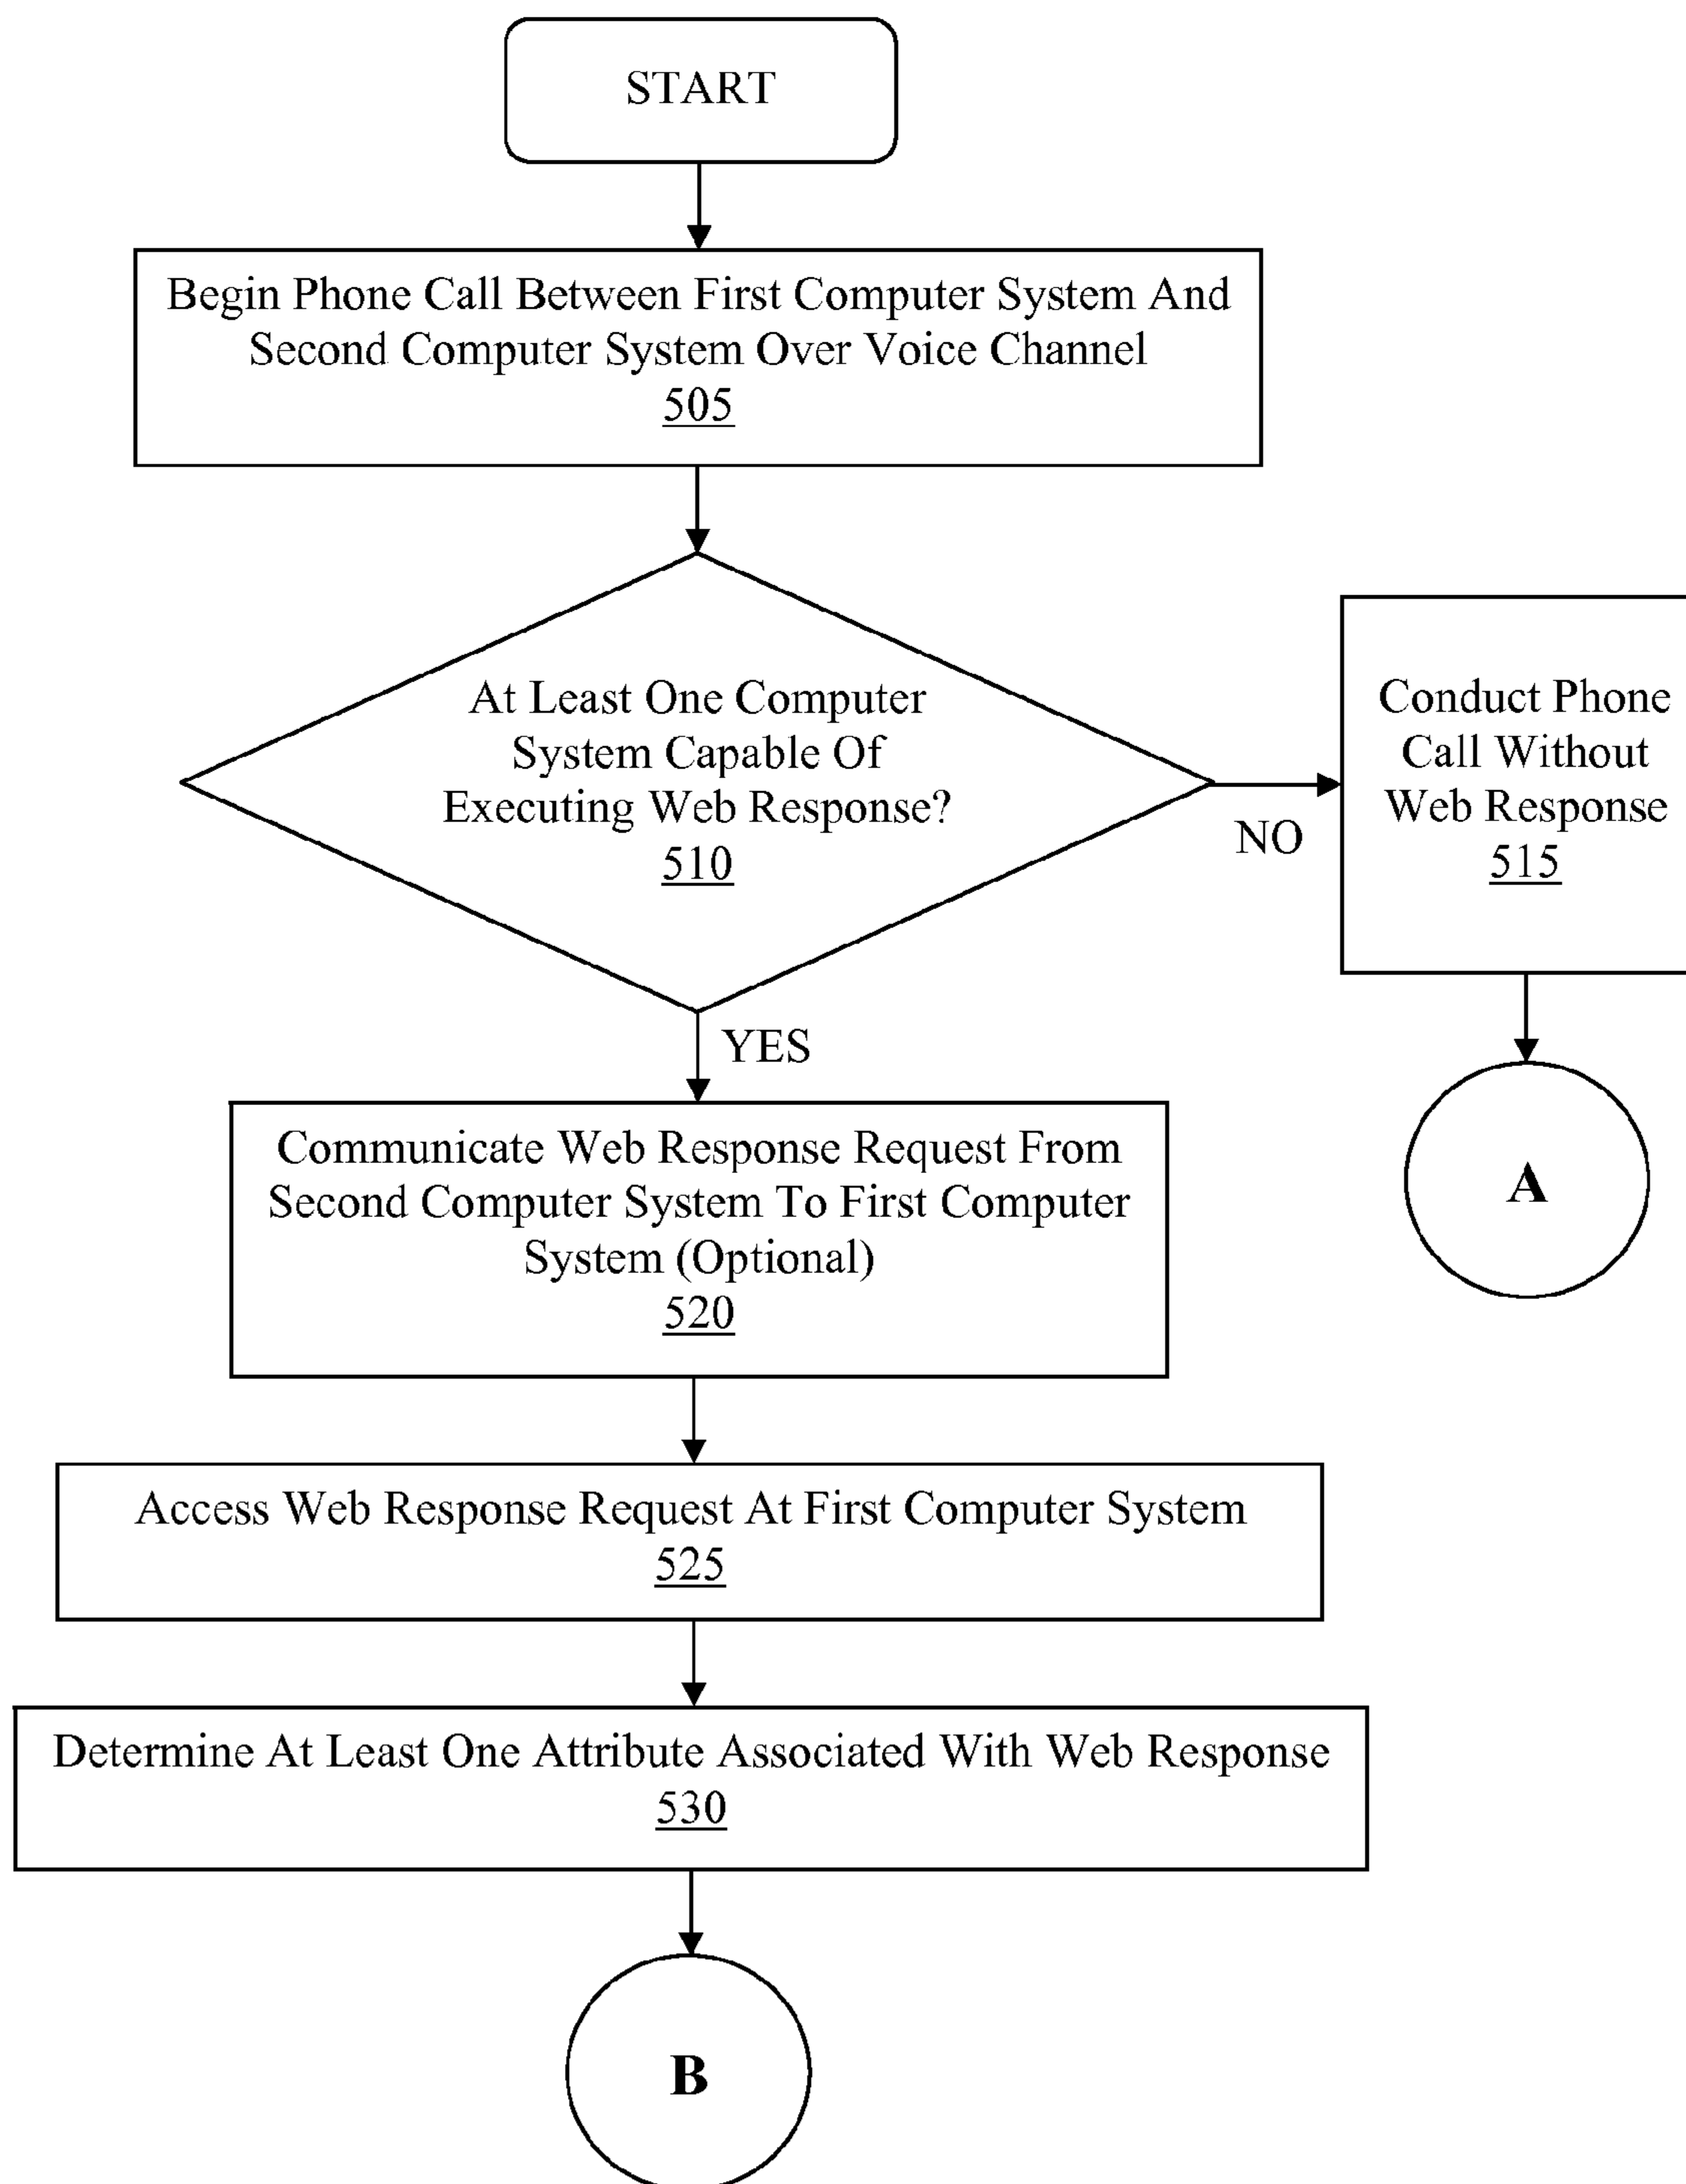 START
Begin Phone Call Between First Computer System And
Second Computer System Over Voice Channel
505
At Least One Computer
System Capable Of
Executing Web Response?
510
NO
Conduct Phone
Call Without
Web Response
515
YES
A
Communicate Web Response Request From
Second Computer System To First Computer
System (Optional)
520
Access Web Response Request At First Computer System
525
Determine At Least One Attribute Associated With Web Response
530
B